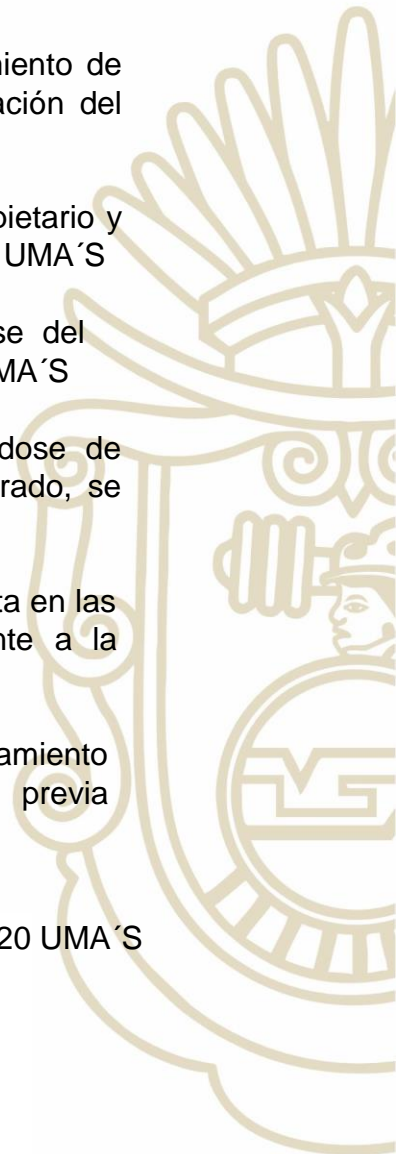 miento de
ación del
pietario y
UMA´S
se del
MA´S
dose de
rado, se
ta en las
nte a la
amiento
previa
20 UMA´S